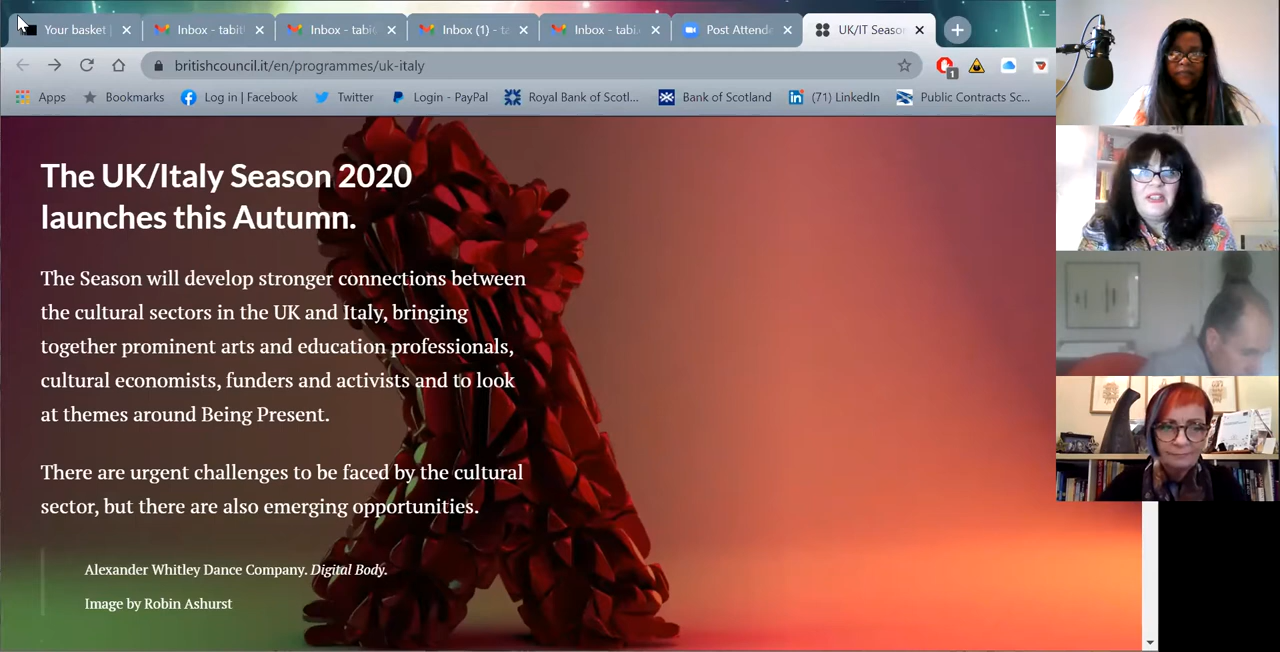 Your basket
Inbox - tabit
Inbox - tabi
Inbox (1) - ta
Inbox - tabi
Post Attenda
UK/IT Season
britishcouncil.it/en/programmes/uk-italy
1
Apps
Bookmarks
Log in | Facebook
Twitter
Login - PayPal
Royal Bank of Scotl...
Bank of Scotland
(71) LinkedIn
Public Contracts Sc...
The UK/Italy Season 2020
launches this Autumn.
The Season will develop stronger connections between
the cultural sectors in the UK and Italy, bringing
together prominent arts and education professionals,
cultural economists, funders and activists and to look
at themes around Being Present.
There are urgent challenges to be faced by the cultural
sector, but there are also emerging opportunities.
Alexander Whitley Dance Company. Digital Body.
Image by Robin Ashurst